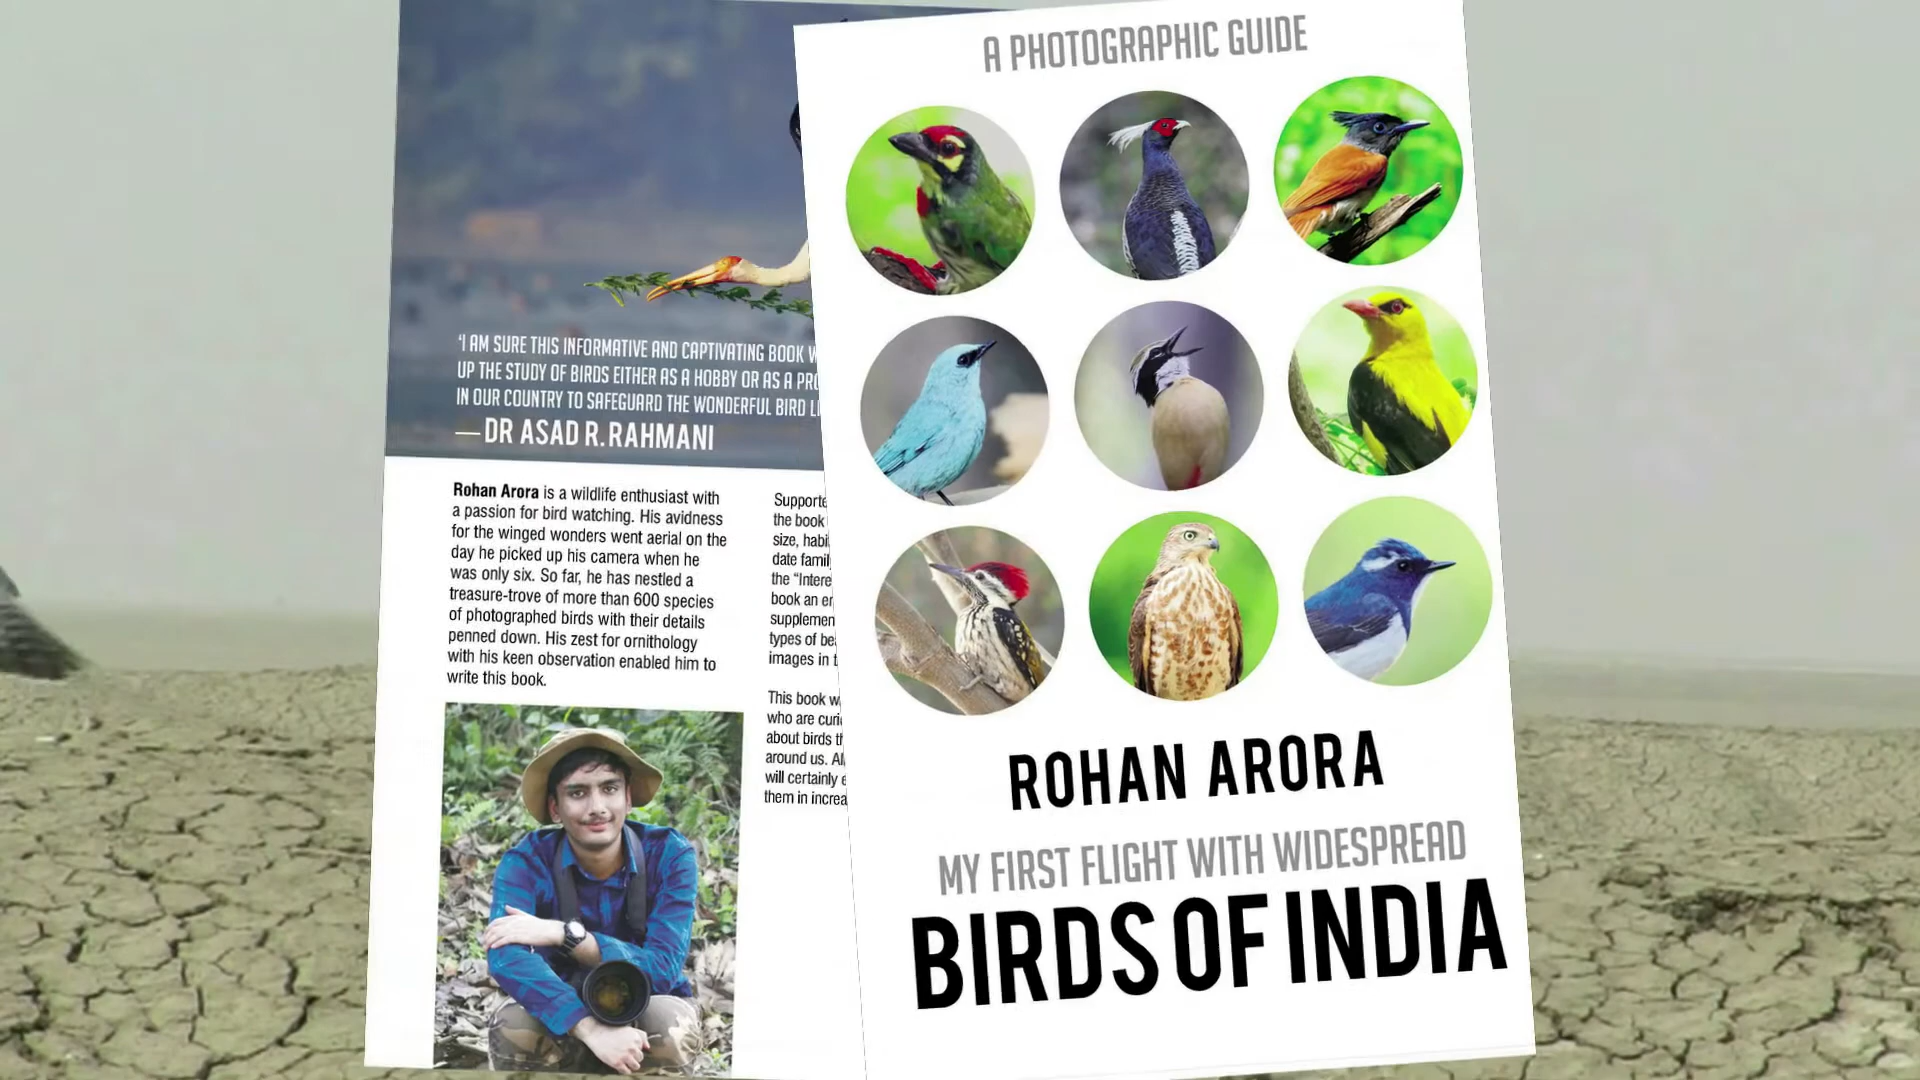 'I AM SURE THIS INFORMATIVE AND CAPTIVATING BOOK
UP THE STUDY OF BIRDS EITHER AS A HOBBY OR AS A
IN OUR COUNTRY TO SAFEGUARD THE WONDERFUL BIRD
— DR ASAD R. RAHMANI
Rohan Arora is a wildlife enthusiast with
a passion for bird watching. His avidness
for the winged wonders went aerial on the
day he picked up his camera when he
was only six. So far, he has nestled a
treasure-trove of more than 600 species
of photographed birds with their details
penned down. His zest for ornithology
with his keen observation enabled him to
write this book.
the book
size,
date
the
book an
types of
images in
This book
who are
about birds
around us.
will certainly
them in
A PHOTOGRAPHIC GUIDE
ROHAN ARORA
MY FIRST FLIGHT WITH WIDESPREAD
BIRDS OF INDIA